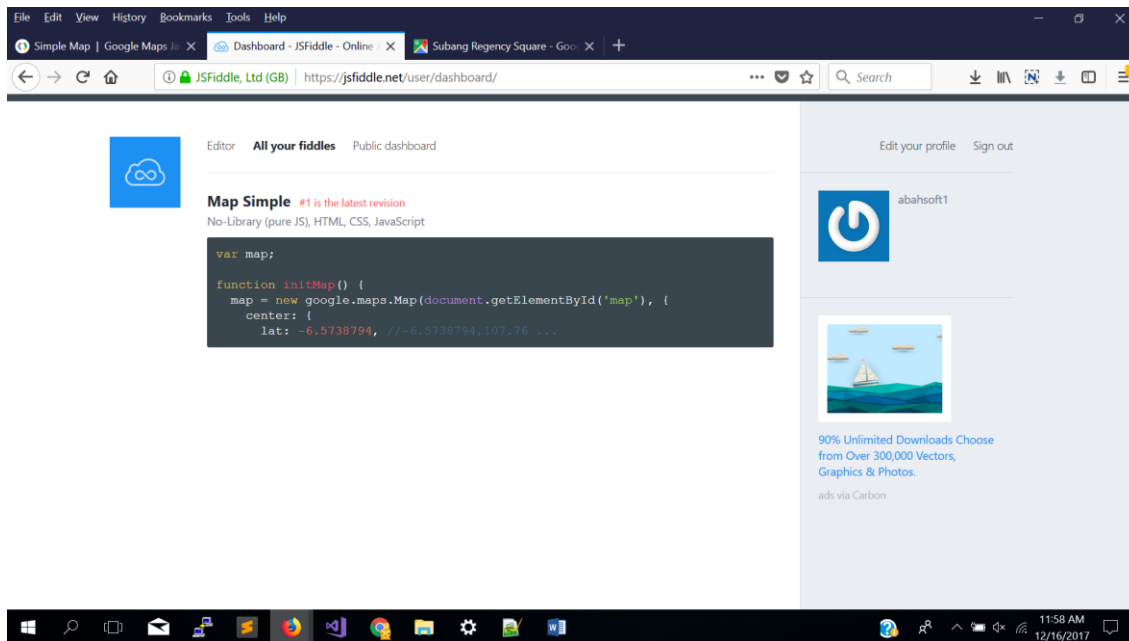 File Edit View History Bookmarks Tools Help
Simple Map | Google Maps Ja
Dashboard - JSFiddle - Online J
Subang Regency Square - Goo
JSFiddle, Ltd (GB) https://jsfiddle.net/user/dashboard/
Search
Editor All your fiddles Public dashboard
Edit your profile Sign out
Map Simple #1 is the latest revision
No-Library (pure JS), HTML, CSS, JavaScript
abahsoft1
var map;
function initMap() {
map = new google.maps.Map(document.getElementById('map'), {
center: {
lat: -6.5738794, //-6.5738794,107.76 ...
90% Unlimited Downloads Choose
from Over 300,000 Vectors,
Graphics & Photos.
ads via Carbon
11:58 AM
12/16/2017